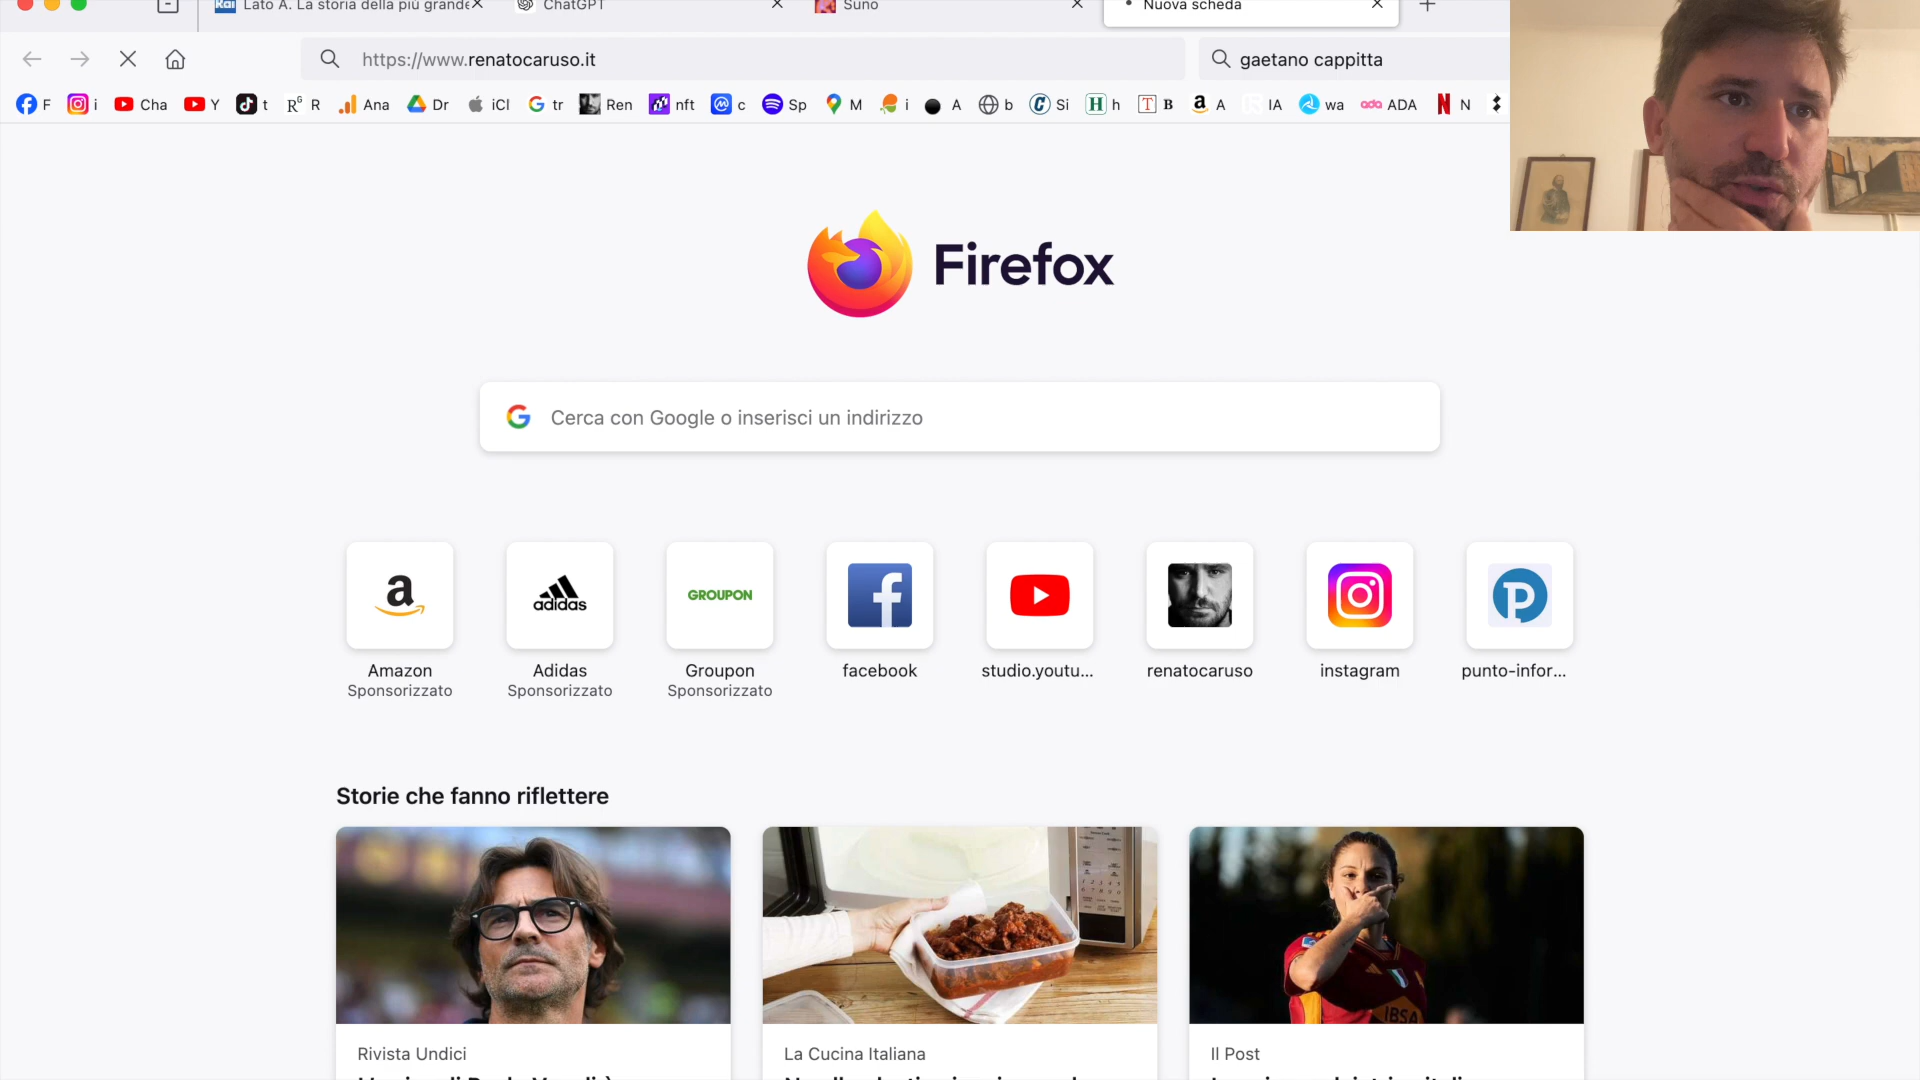 Lato A. La storia della più grande
ChatGPT
Suno
Nuova scheda
https://www.renatocaruso.it
gaetano cappitta
F
i
Cha
Y
t
R
Ana
Dr
iCl
tr
Ren
nft
c
Sp
M
i
A
b
Si
h
B
A
IA
wa
ADA
N
Firefox
Cerca con Google o inserisci un indirizzo
adidas
GROUPON
Amazon
Sponsorizzato
Adidas
Sponsorizzato
Groupon
Sponsorizzato
facebook
studio.youtu...
renatocaruso
instagram
punto-infor...
Storie che fanno riflettere
IBSA
Rivista Undici
La Cucina Italiana
Il Post